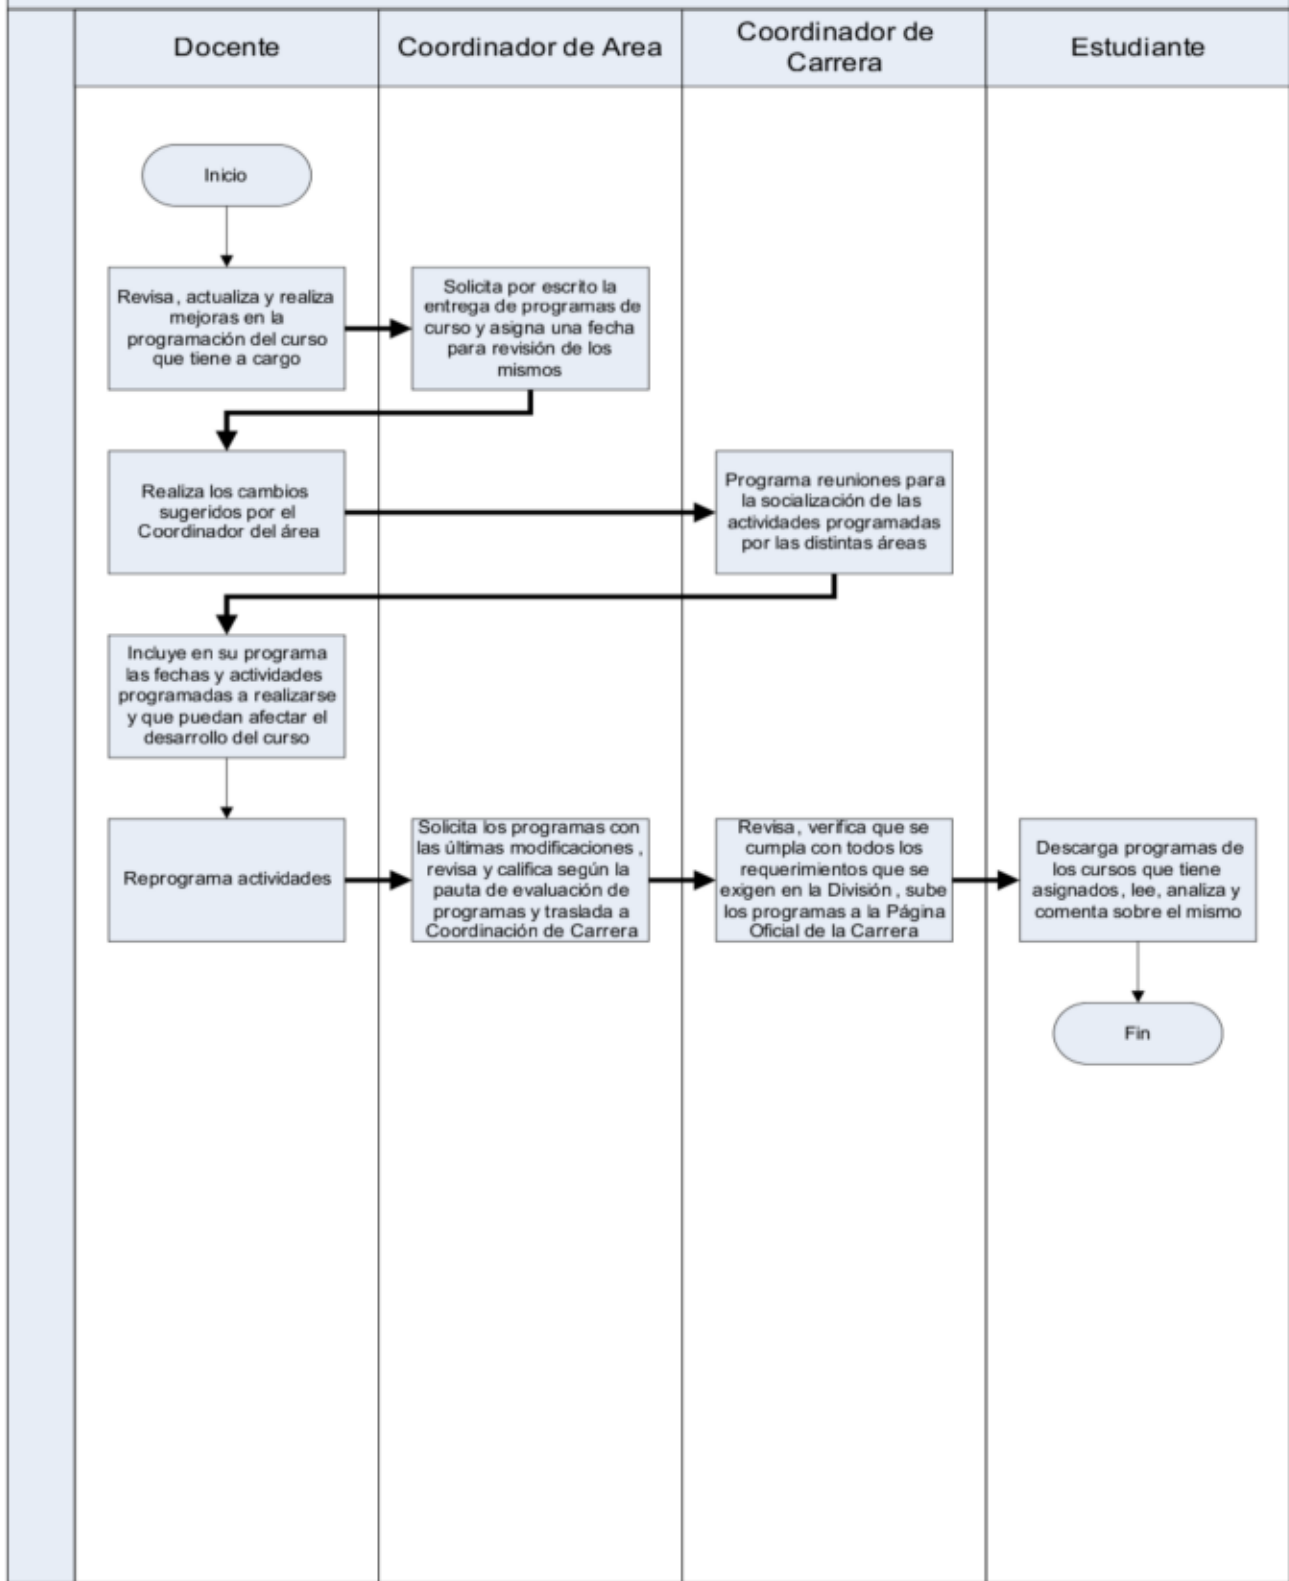 Docente
Coordinador de Area
Coordinador de
Carrera
Estudiante
Inicio
Revisa, actualiza y realiza
mejoras en la
programación del curso
que tiene a cargo
Solicita por escrito la
entrega de programas de
curso y asigna una fecha
para revisión de los
mismos
Realiza los cambios
sugeridos por el
Coordinador del área
Programa reuniones para
la socialización de las
actividades programadas
por las distintas áreas
Incluye en su programa
las fechas y actividades
programadas a realizarse
y que puedan afectar el
desarrollo del curso
Reprograma actividades
Solicita los programas con
las últimas modificaciones,
revisa y califica según la
pauta de evaluación de
programas y traslada a
Coordinación de Carrera
Revisa, verifica que se
cumpla con todos los
requerimientos que se
exigen en la División, sube
los programas a la Página
Oficial de la Carrera
Descarga programas de
los cursos que tiene
asignados, lee, analiza y
comenta sobre el mismo
Fin